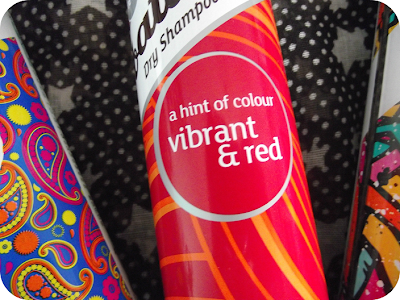 Dry Shampoo
a hint of colour
vibrant
& red